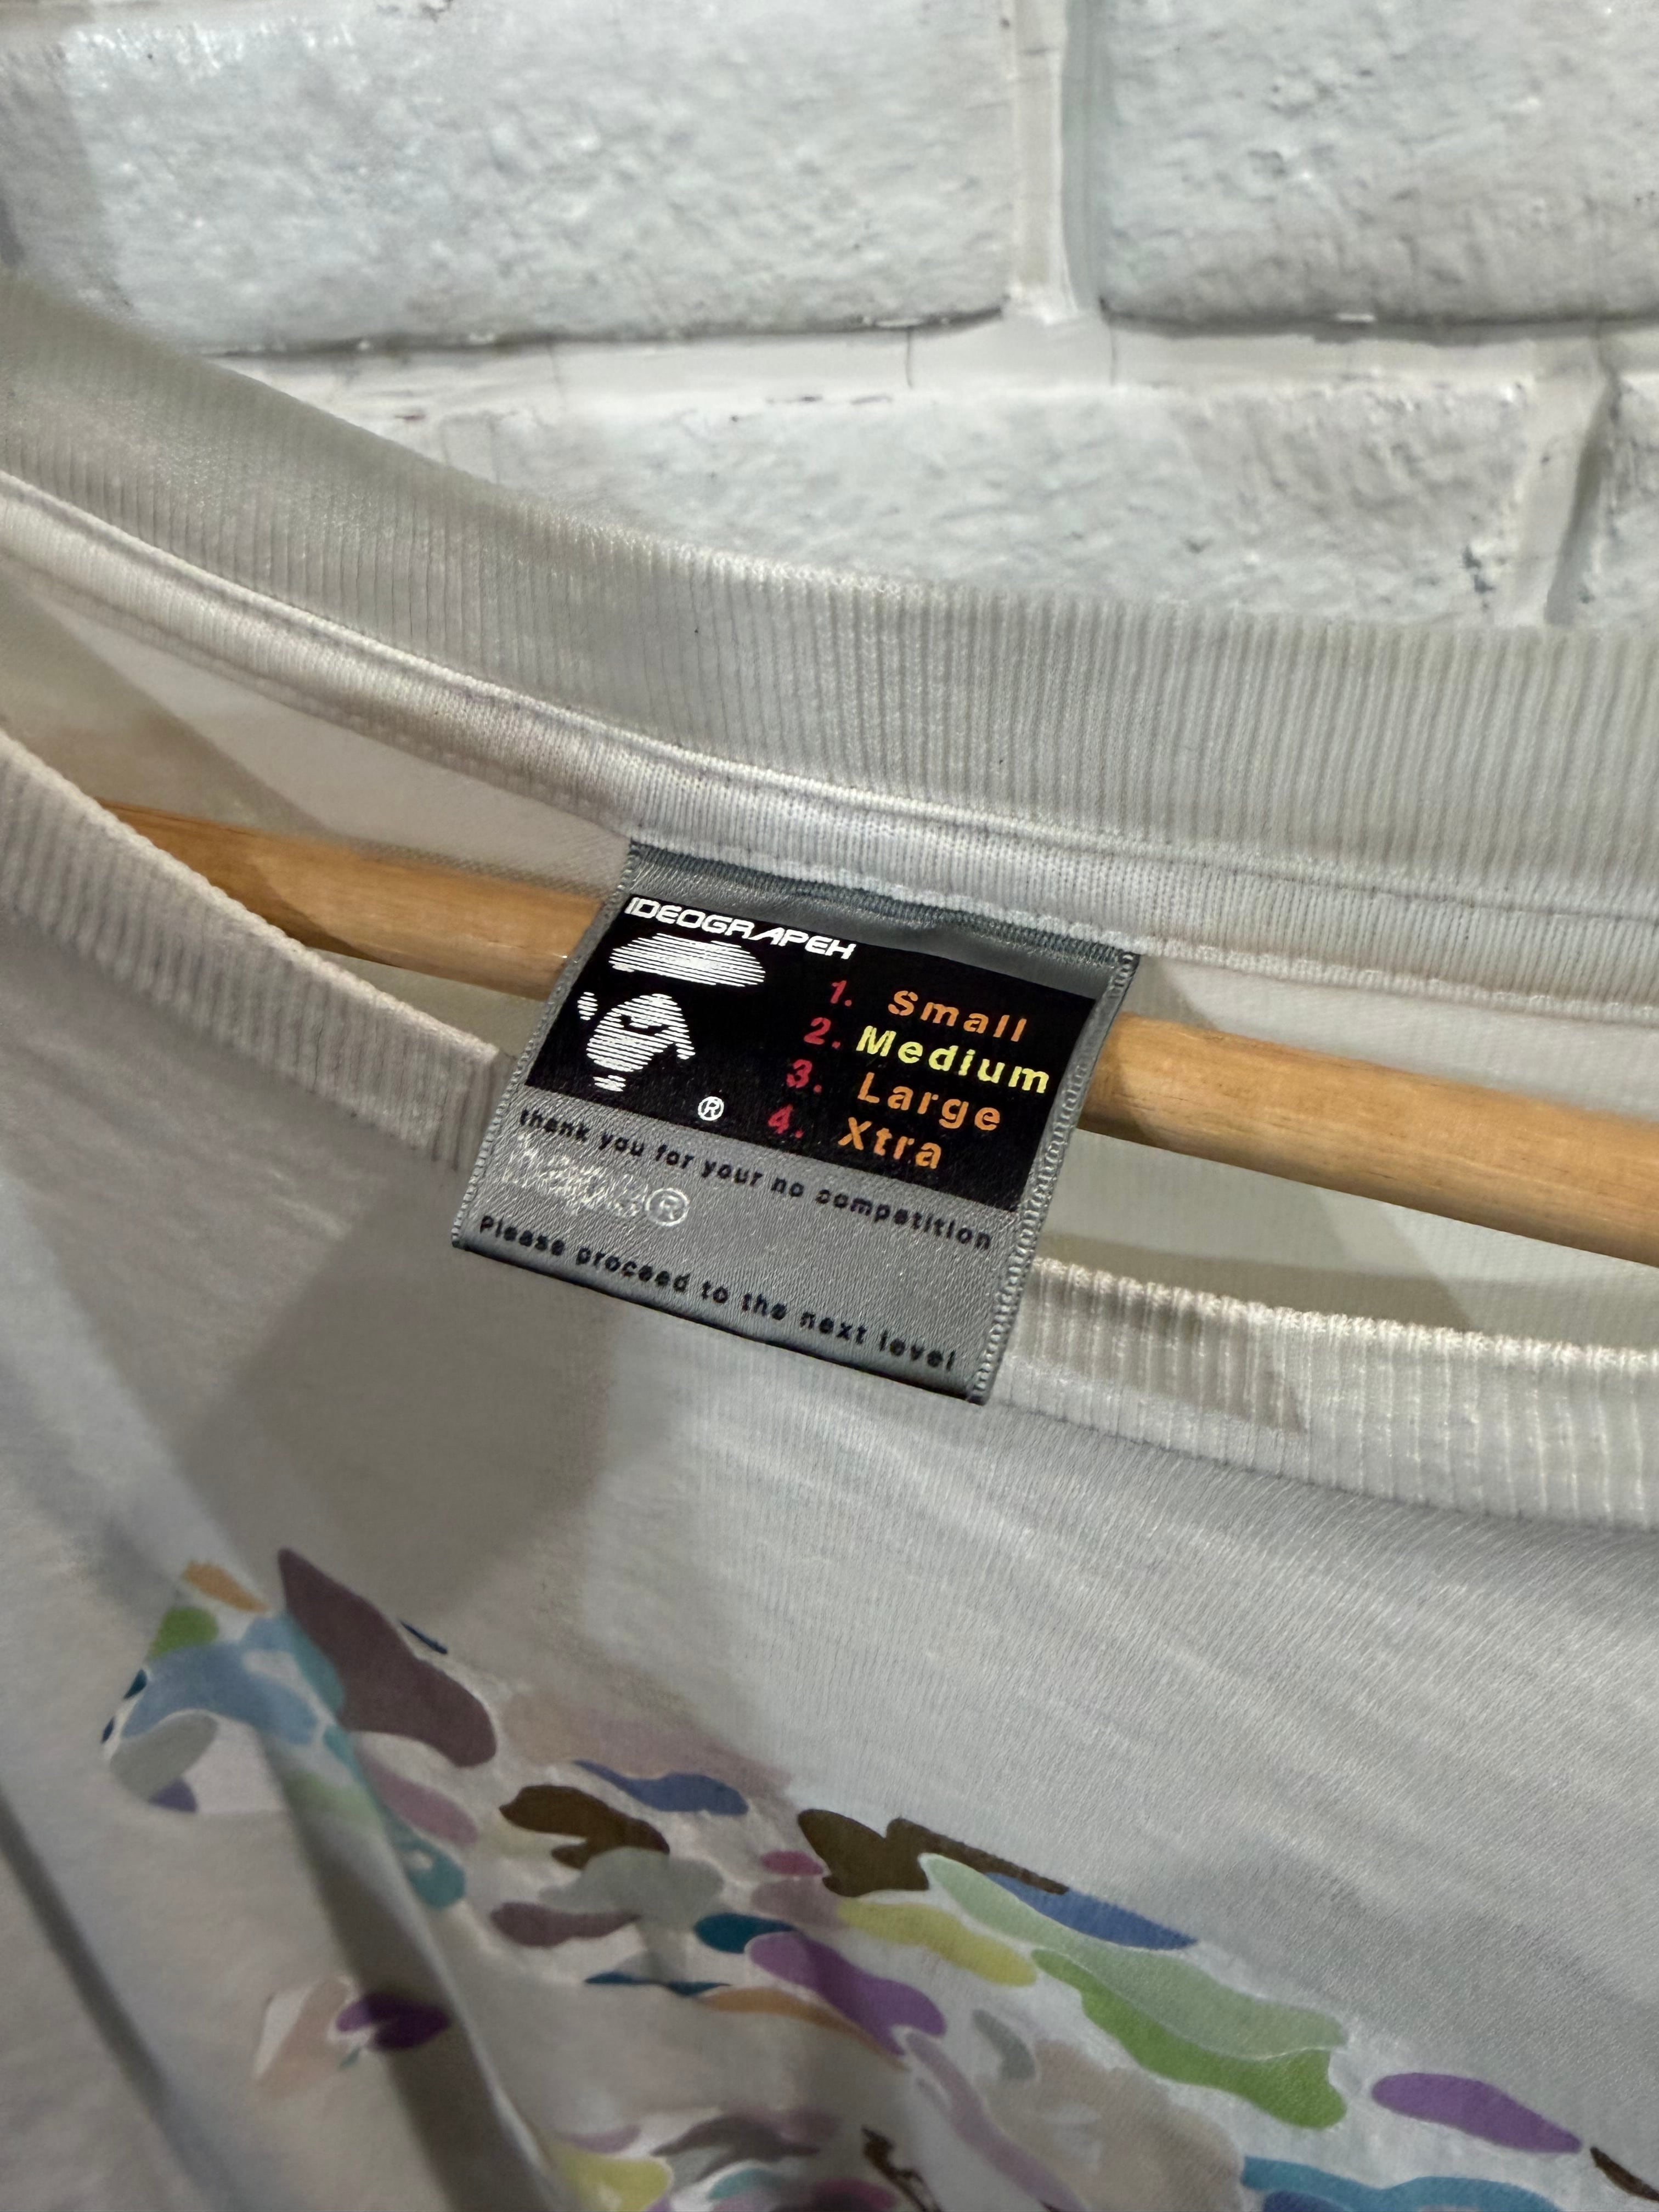 IDEOGRAPEH
1. Small
2. Medium
3. Large
4. Xtra
®
thank you for your no competition
®
Please proceed to the next level